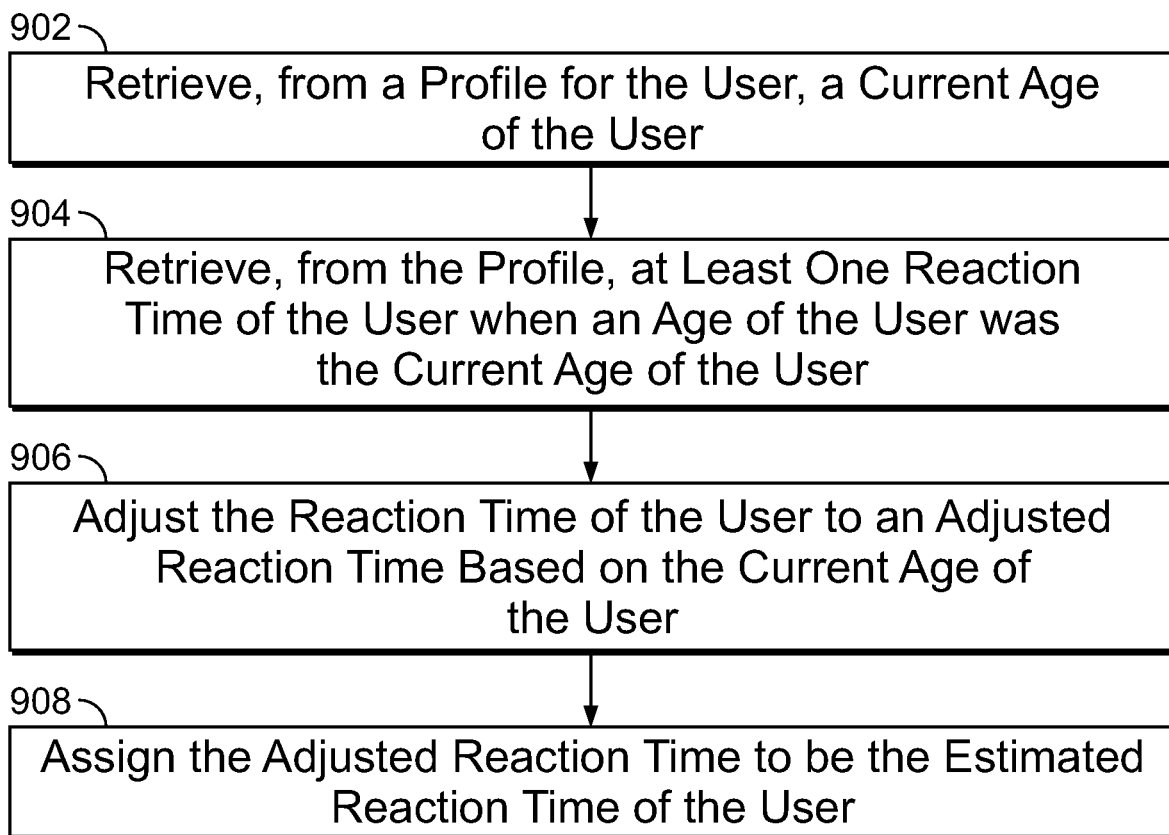 902
Retrieve, from a Profile for the User, a Current Age
of the User
904
Retrieve, from the Profile, at Least One Reaction
Time of the User when an Age of the User was
the Current Age of the User
906
Adjust the Reaction Time of the User to an Adjusted
Reaction Time Based on the Current Age of
the User
908
Assign the Adjusted Reaction Time to be the Estimated
Reaction Time of the User